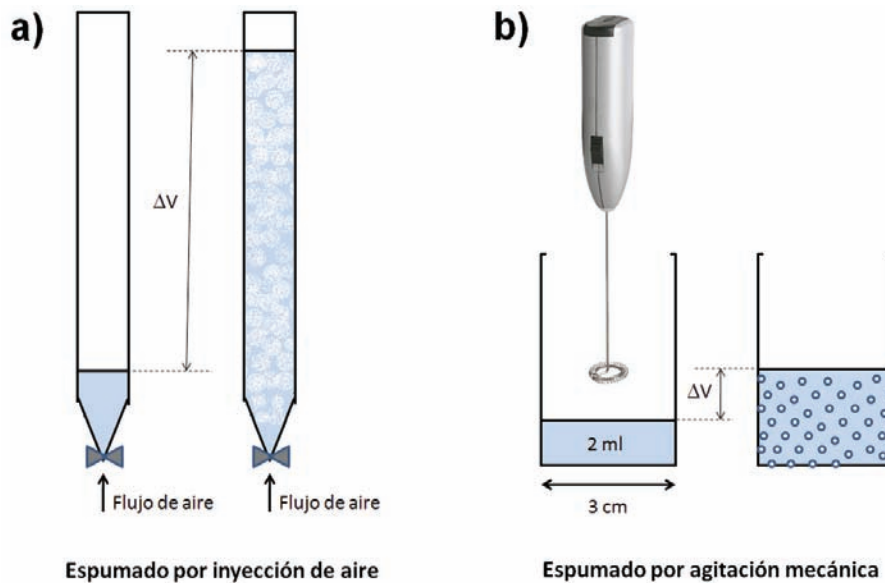 a)
ΔV
Flujo de aire
Flujo de aire
Espumado por inyección de aire
b)
ΔV
2 ml
3 cm
Espumado por agitación mecánica